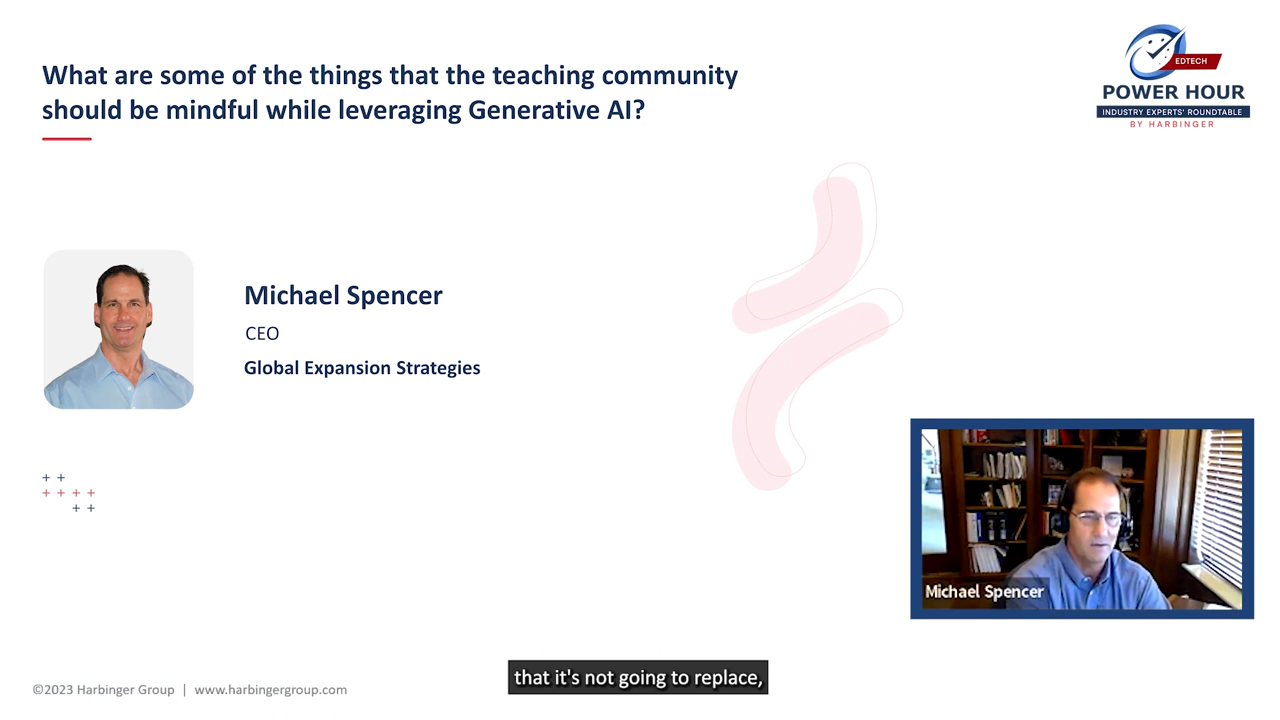 What are some of the things that the teaching community
should be mindful while leveraging Generative AI?
EDTECH
POWER HOUR
INDUSTRY EXPERTS' ROUNDTABLE
BY HARBINGER
Michael Spencer
CEO
Global Expansion Strategies
Michael Spencer
that it's not going to replace,
©2023 Harbinger Group | www.harbingergroup.com